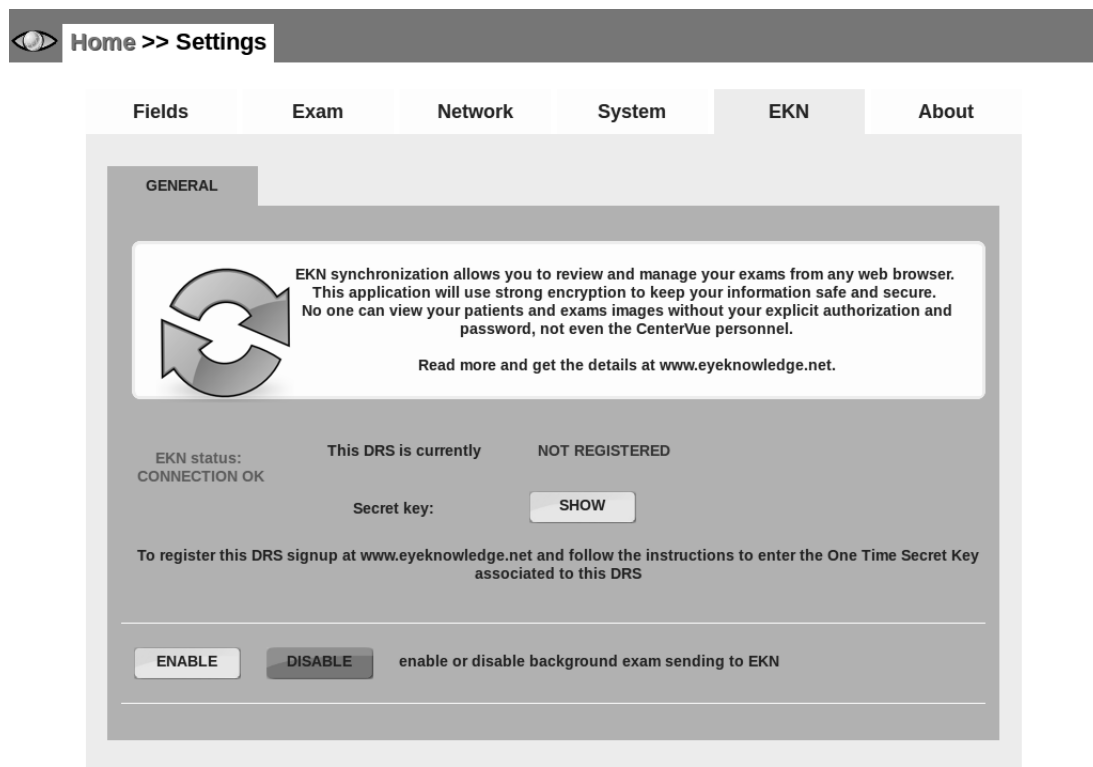 Home >> Settings
Fields Exam Network System EKN About
GENERAL
EKN synchronization allows you to review and manage your exams from any web browser.
This application will use strong encryption to keep your information safe and secure.
No one can view your patients and exams images without your explicit authorization and
password, not even the CenterVue personnel.
Read more and get the details at www.eyeknowledge.net.
EKN status:
CONNECTION OK
This DRS is currently NOT REGISTERED
Secret key: SHOW
To register this DRS signup at www.eyeknowledge.net and follow the instructions to enter the One Time Secret Key
associated to this DRS
ENABLE DISABLE enable or disable background exam sending to EKN